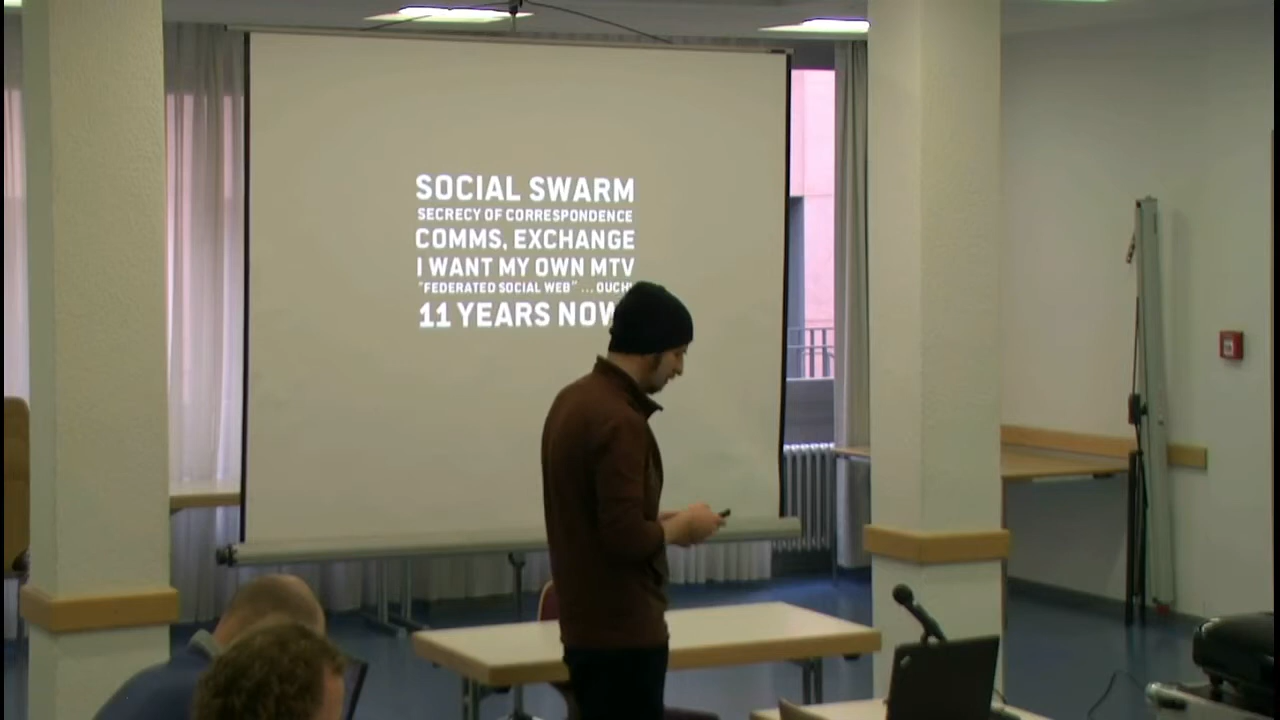 SOCIAL SWARM
SECRECY OF CORRESPONDENCE
COMMS, EXCHANGE
I WANT MY OWN MTV
"FEDERATED SOCIAL WEB" ... OUCH
11 YEARS NOW